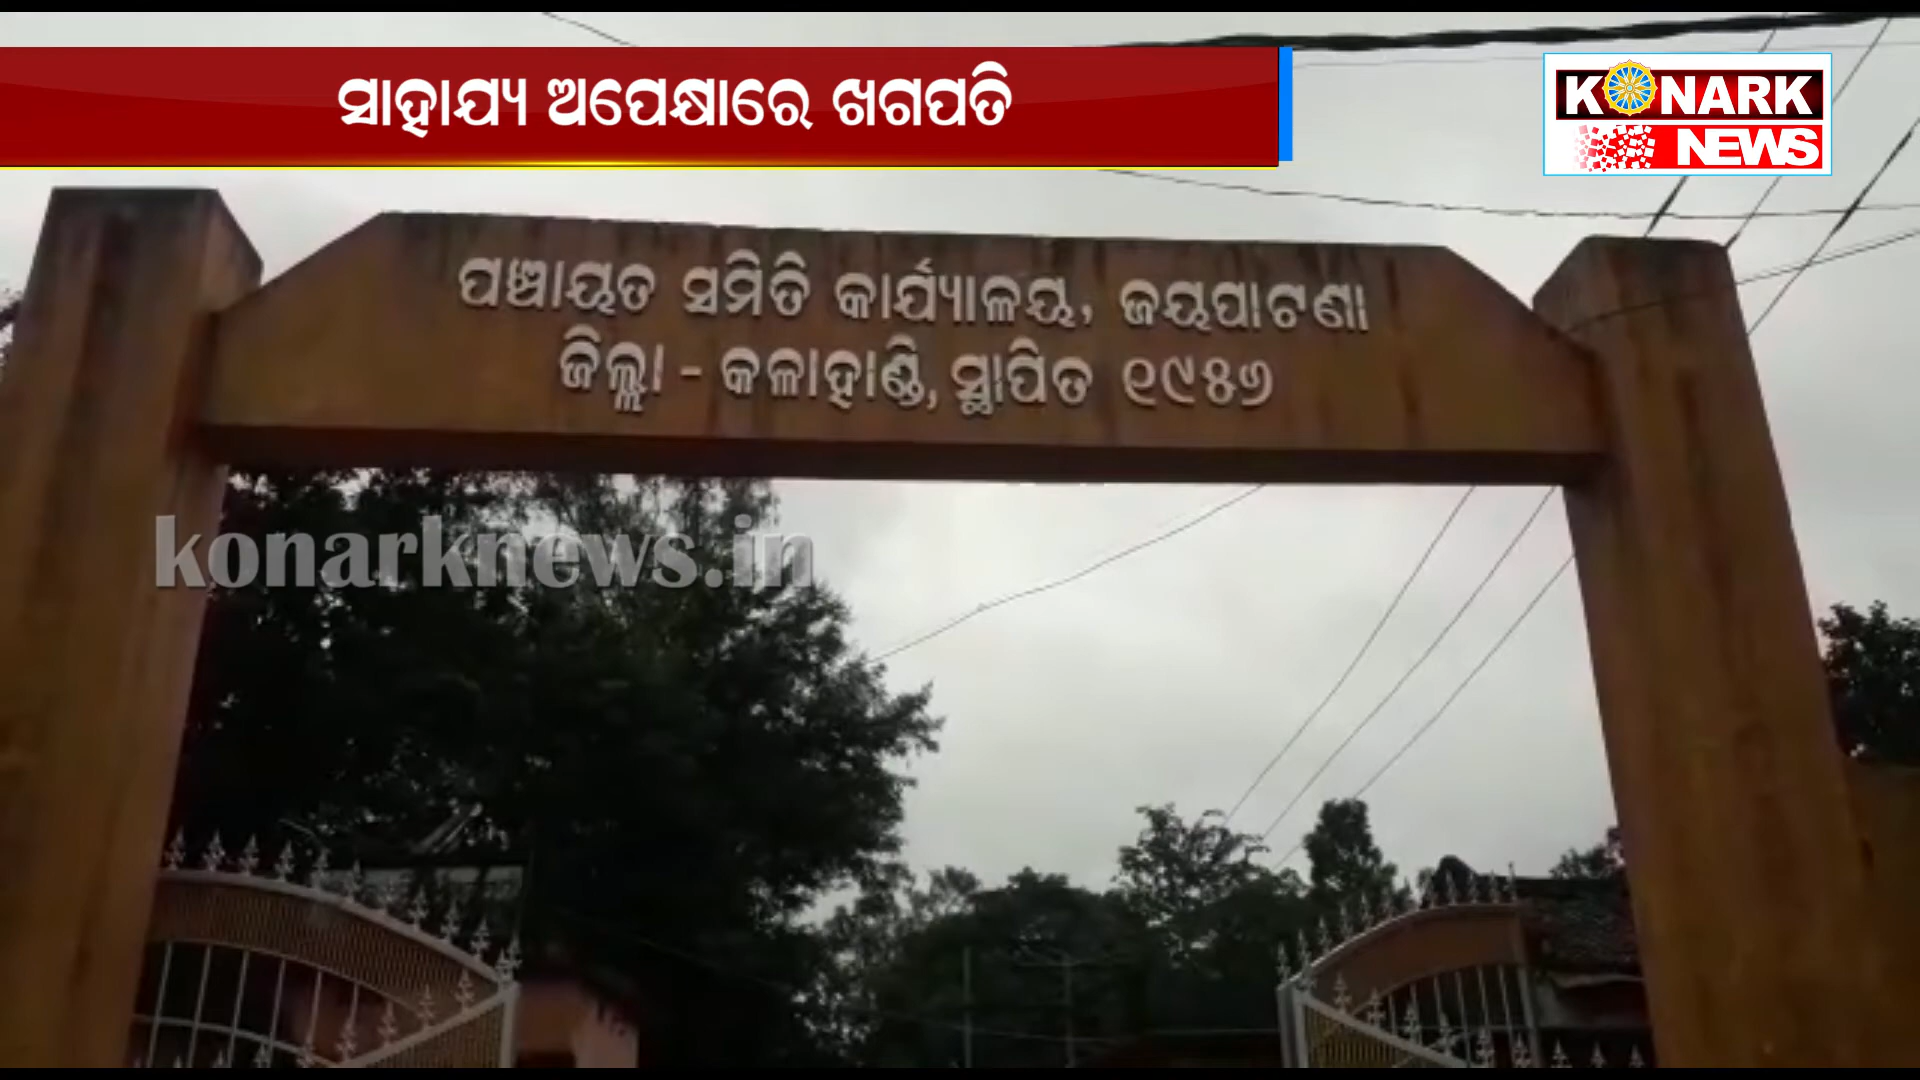 ସାହାଯ୍ୟ ଅପେକ୍ଷାରେ ଖଗପତି
KONARK
NEWS
ପଞ୍ଚାୟତ ସମିତି କାର୍ଯ୍ୟାଳୟ, ଜୟପାଟଣା
ଜିଲ୍ଲା - କଳାହାଣ୍ଡି, ସ୍ଥାପିତ ୧୯୫୬
konarknews.in